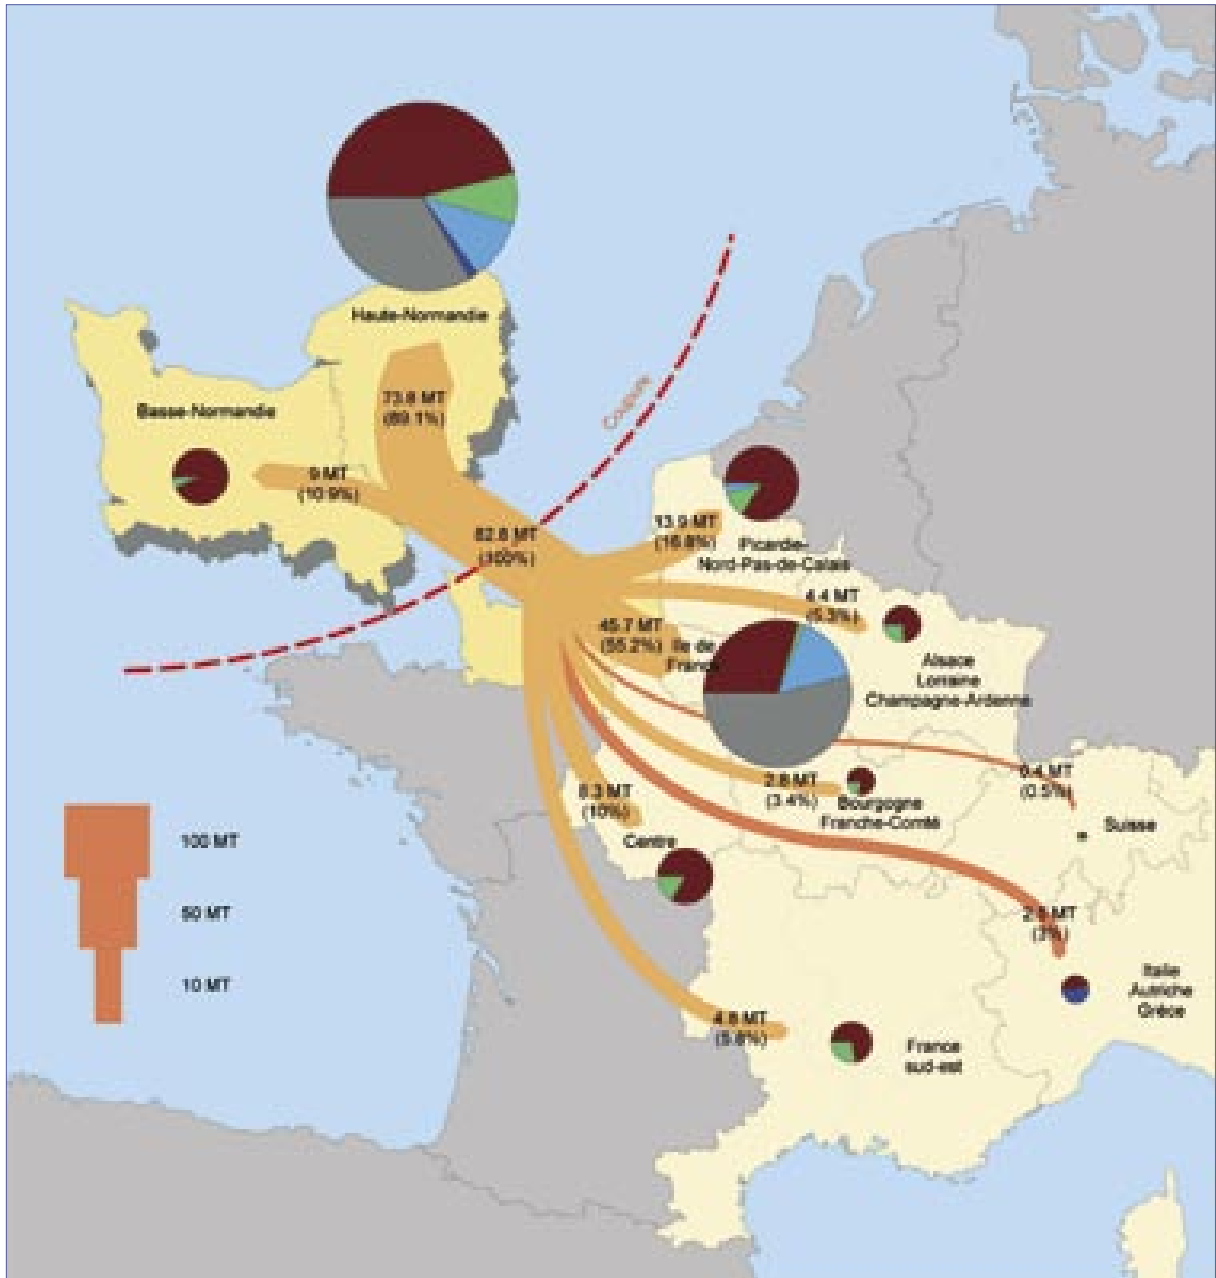 Haute-Normandie
73.8 MT
(89.1%)
Basse-Normandie
9 MT
(10.9%)
Coupure
82.8 MT
(100%)
13.9 MT
(16.8%)
Picardie-
Nord-Pas-de-Calais
4.4 MT
(5.3%)
45.7 MT
(55.2%)
Ile de
France
Alsace
Lorraine
Champagne-Ardenne
0.4 MT
(0.5%)
2.8 MT
(3.4%)
Bourgogne
Franche-Comté
Suisse
8.3 MT
(10%)
Centre
100 MT
50 MT
10 MT
2.5 MT
(3%)
Italie
Autriche
Grèce
4.8 MT
(5.8%)
France
sud-est